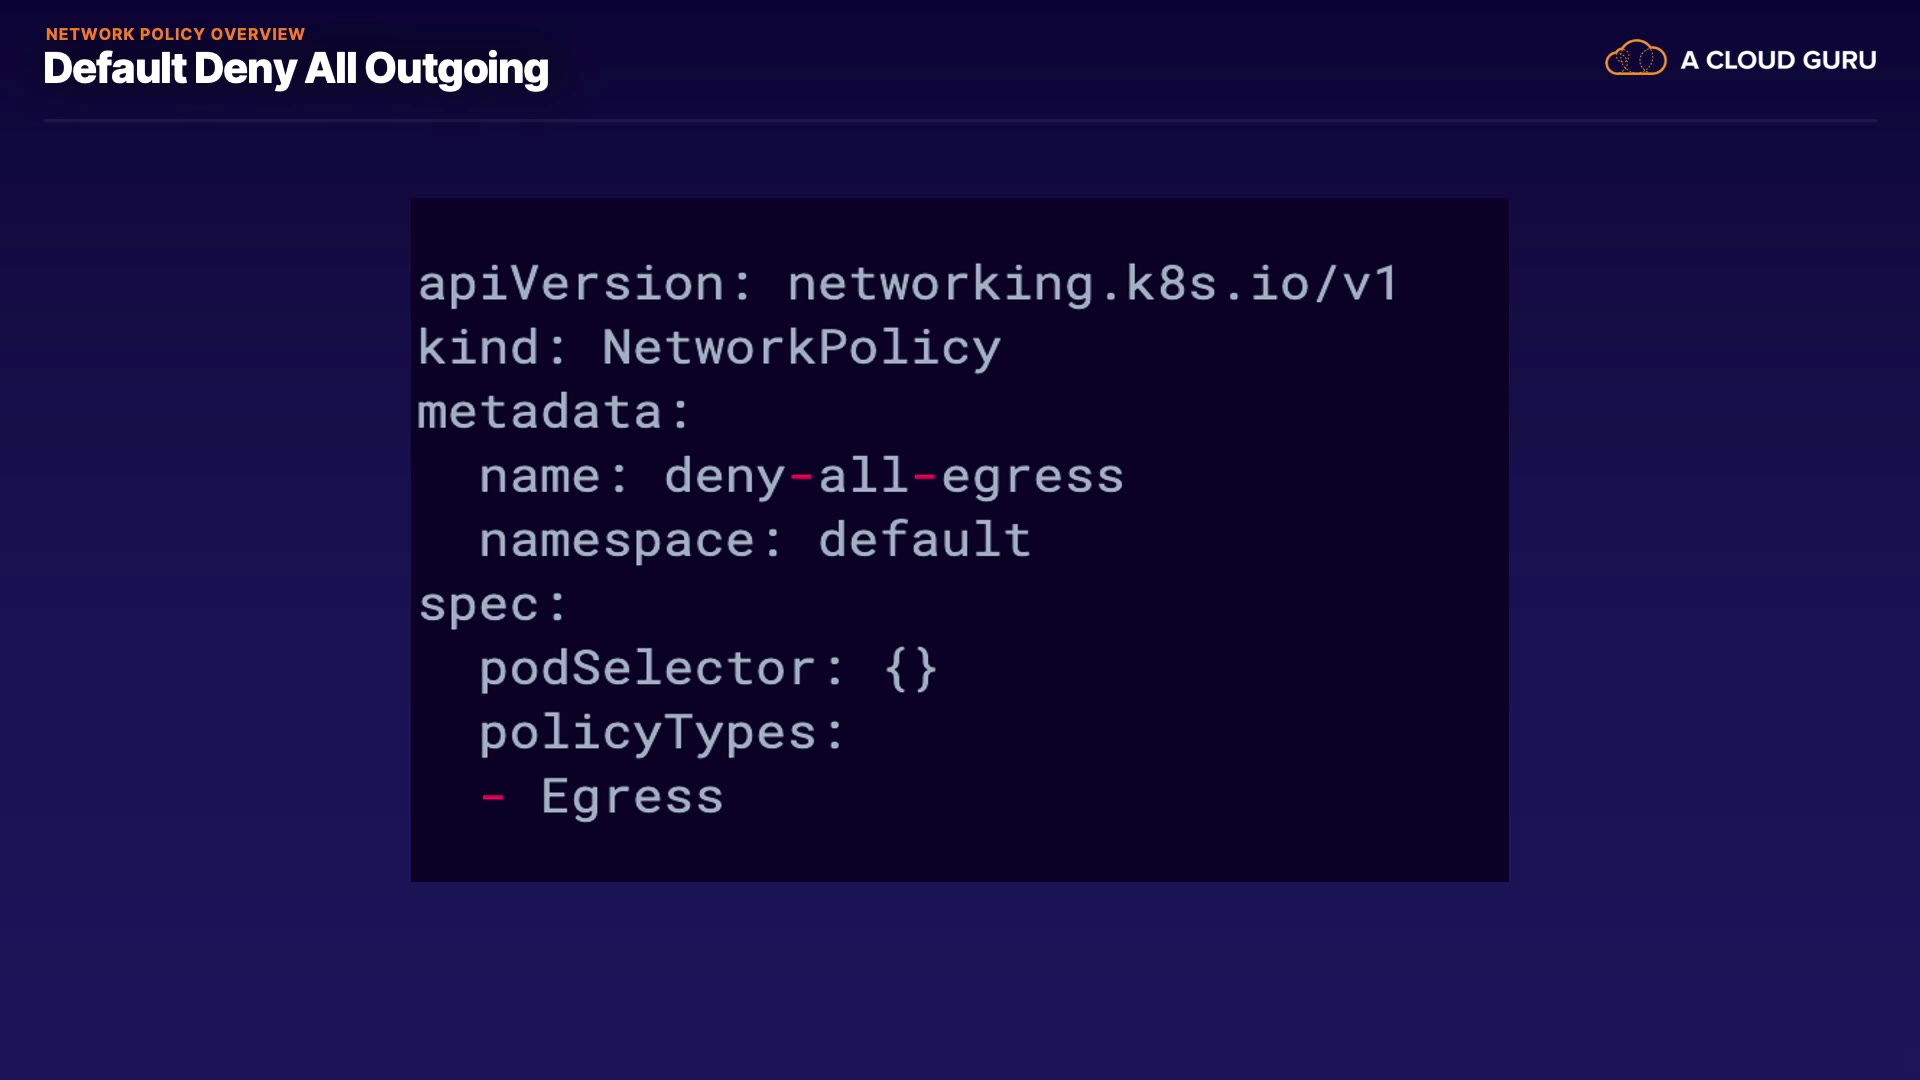 NETWORK POLICY OVERVIEW
Default Deny All Outgoing
A CLOUD GURU
apiVersion: networking.k8s.io/v1
kind: NetworkPolicy
metadata:
  name: deny-all-egress
  namespace: default
spec:
  podSelector: {}
  policyTypes:
  - Egress